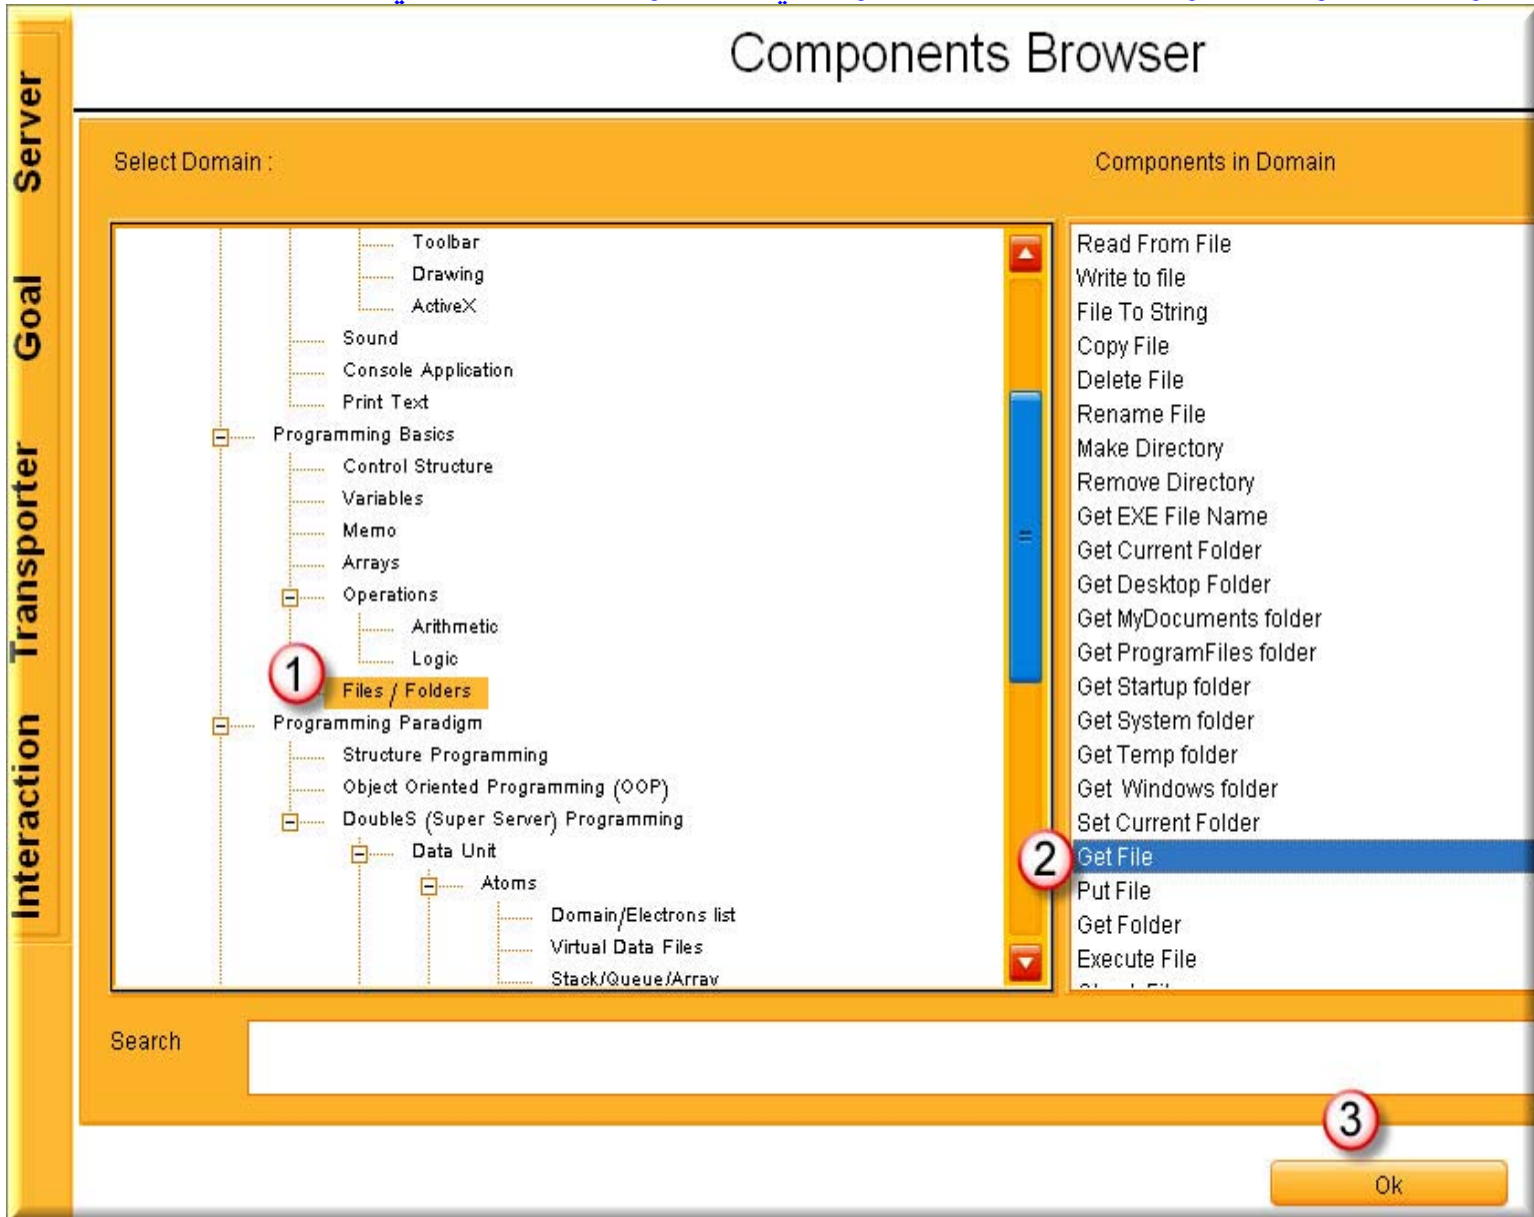 Components Browser
Server
Goal
Transporter
Interaction
Select Domain :
Toolbar
Drawing
ActiveX
Sound
Console Application
Print Text
Programming Basics
Control Structure
Variables
Memo
Arrays
Operations
Arithmetic
Logic
1
Files / Folders
Programming Paradigm
Structure Programming
Object Oriented Programming (OOP)
DoubleS (Super Server) Programming
Data Unit
Atoms
Domain/Electrons list
Virtual Data Files
Stack/Queue/Array
Components in Domain
Read From File
Write to file
File To String
Copy File
Delete File
Rename File
Make Directory
Remove Directory
Get EXE File Name
Get Current Folder
Get Desktop Folder
Get MyDocuments folder
Get ProgramFiles folder
Get Startup folder
Get System folder
Get Temp folder
Get Windows folder
Set Current Folder
2
Get File
Put File
Get Folder
Execute File
Search
3
Ok